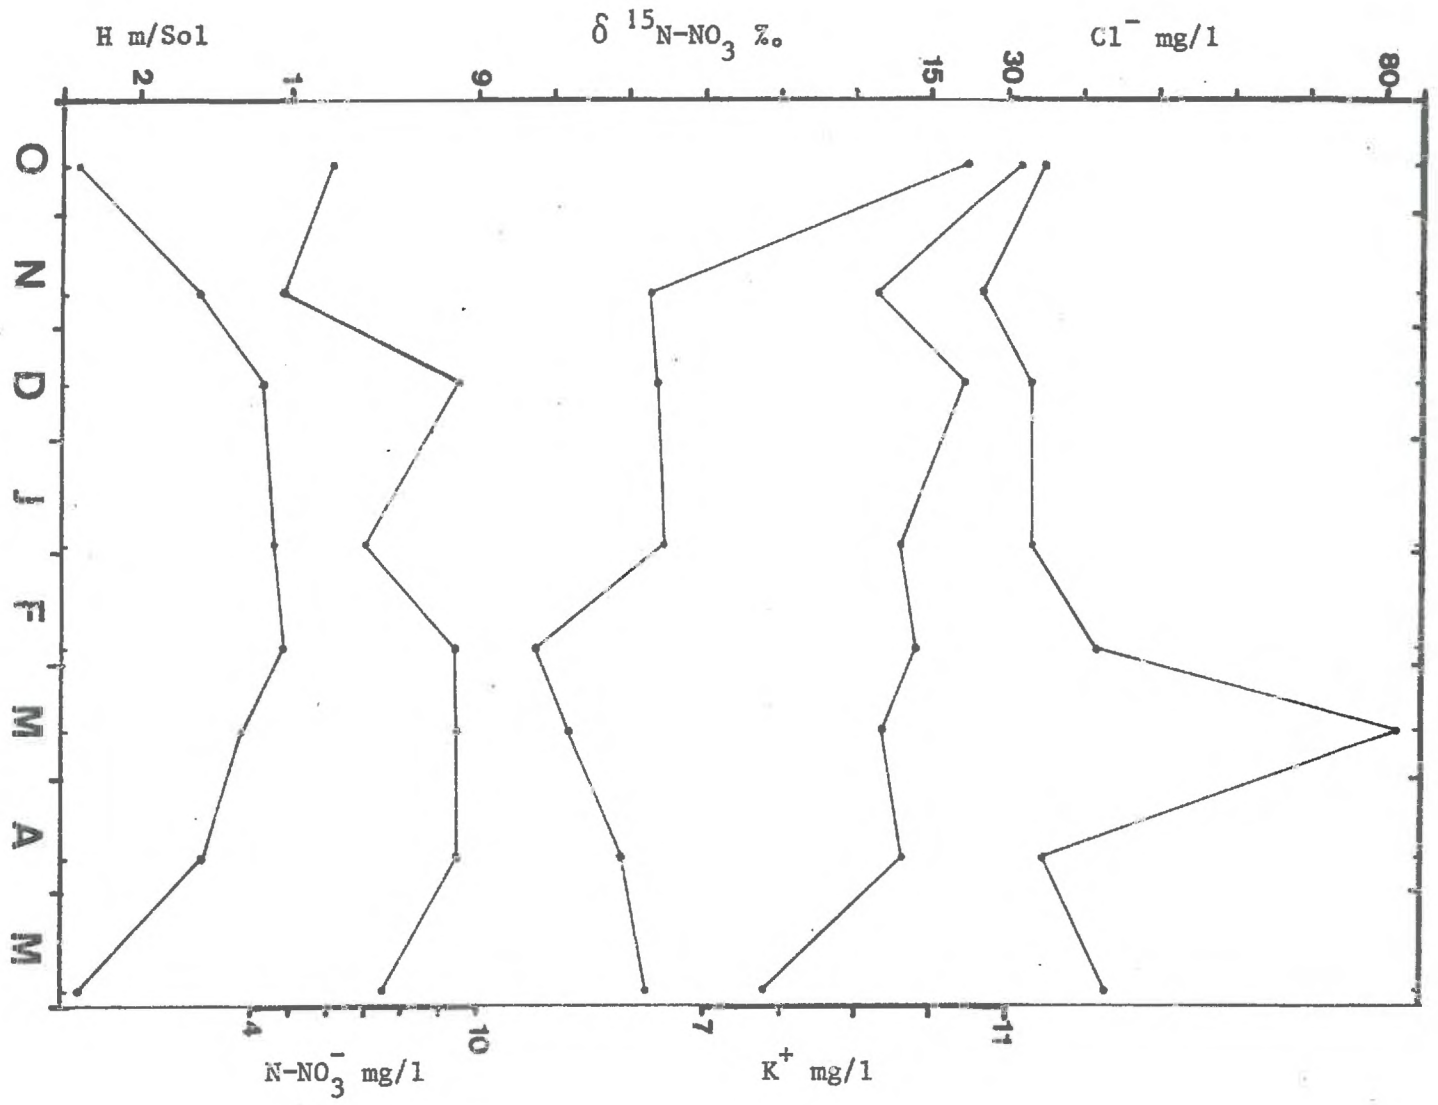 H m/Sol δ ¹⁵N-NO₃ ‰ Cl⁻ mg/l
2 1 9 15 30 80
O
N
D
J
F
M
A
M
4 10 7 11
N-NO₃⁻ mg/l K⁺ mg/l